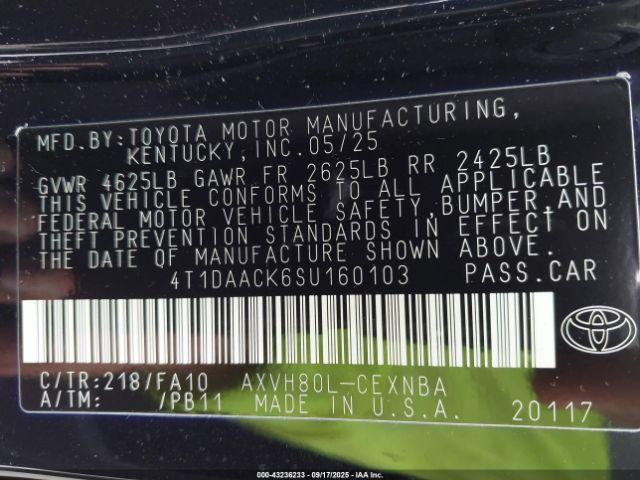 MFD.BY: TOYOTA MOTOR MANUFACTURING,
KENTUCKY, INC. 05/25
GVWR 4625LB GAWR FR 2625LB RR 2425LB
THIS VEHICLE CONFORMS TO ALL APPLICABLE
FEDERAL MOTOR VEHICLE SAFETY, BUMPER, AND
THEFT PREVENTION STANDARDS IN EFFECT ON
THE DATE OF MANUFACTURE SHOWN ABOVE.
4T1DAACK6SU160103 PASS.CAR
C/TR:218/FA10 AXVH80L-CEXNBA
A/TM: /PB11 MADE IN U.S.A. 20117
000-43236233 - 09/17/2025 - IAAI.COM